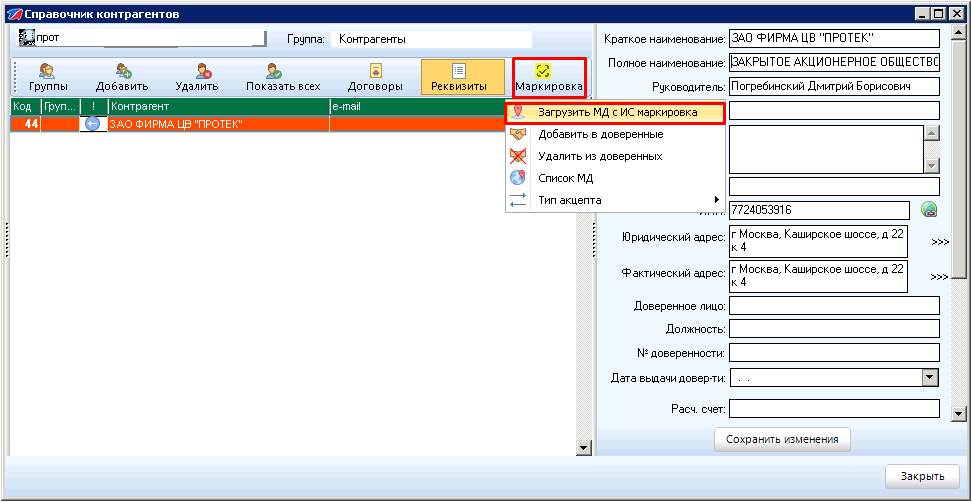 Справочник контрагентов
прот
Группа: Контрагенты
Группы Добавить Удалить Показать всех Договоры Реквизиты Маркировка
Код Груп... ! Контрагент e-mail
44 ЗАО ФИРМА ЦВ "ПРОТЕК"
Загрузить МД с ИС маркировка
Добавить в доверенные
Удалить из доверенных
Список МД
Тип акцепта
Краткое наименование: ЗАО ФИРМА ЦВ "ПРОТЕК"
Полное наименование: ЗАКРЫТОЕ АКЦИОНЕРНОЕ ОБЩЕСТВО
Руководитель: Погребинский Дмитрий Борисович
ИНН: 7724053916
Юридический адрес: г Москва, Каширское шоссе, д 22
к 4
>>>
Фактический адрес: г Москва, Каширское шоссе, д 22
к 4
>>>
Доверенное лицо:
Должность:
№ доверенности:
Дата выдачи довер-ти: . .
Расч. счет:
Сохранить изменения
Закрыть